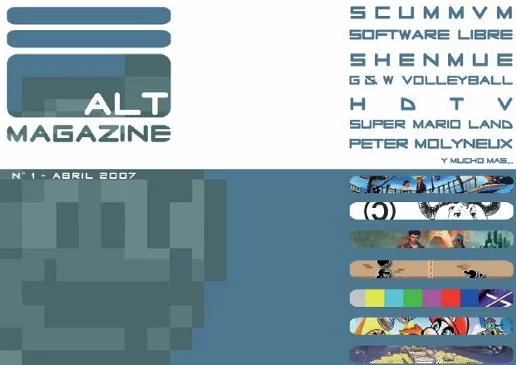 ALT
MAGAZINE
Nº 1 - ABRIL 2007
SCUMMVM
SOFTWARE LIBRE
SHENMUE
G & W VOLLEYBALL
HDTV
SUPER MARIO LAND
PETER MOLYNEUX
Y MUCHO MAS...